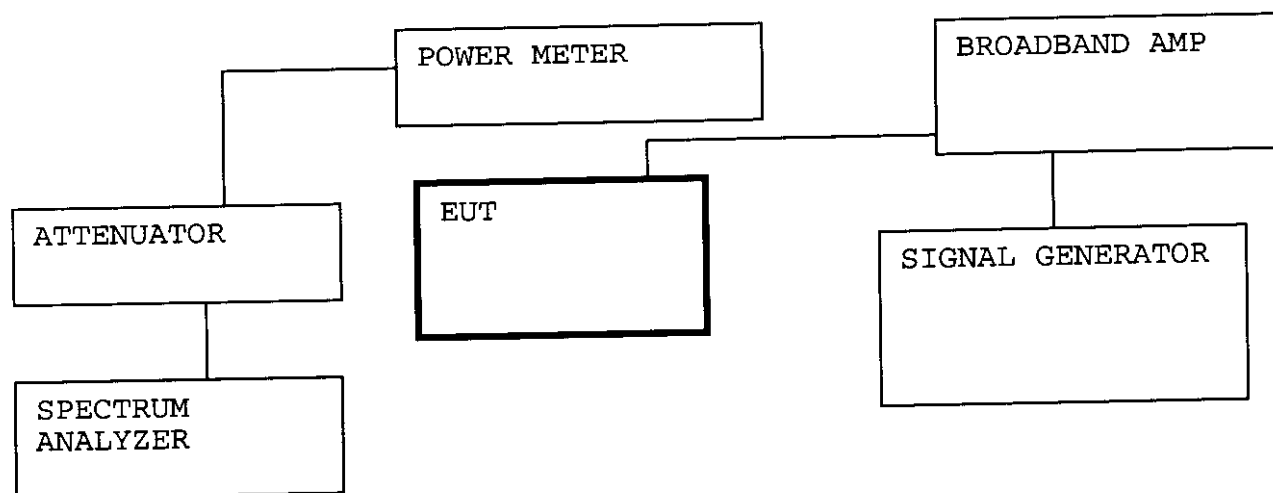 POWER METER
BROADBAND AMP
EUT
ATTENUATOR
SIGNAL GENERATOR
SPECTRUM
ANALYZER